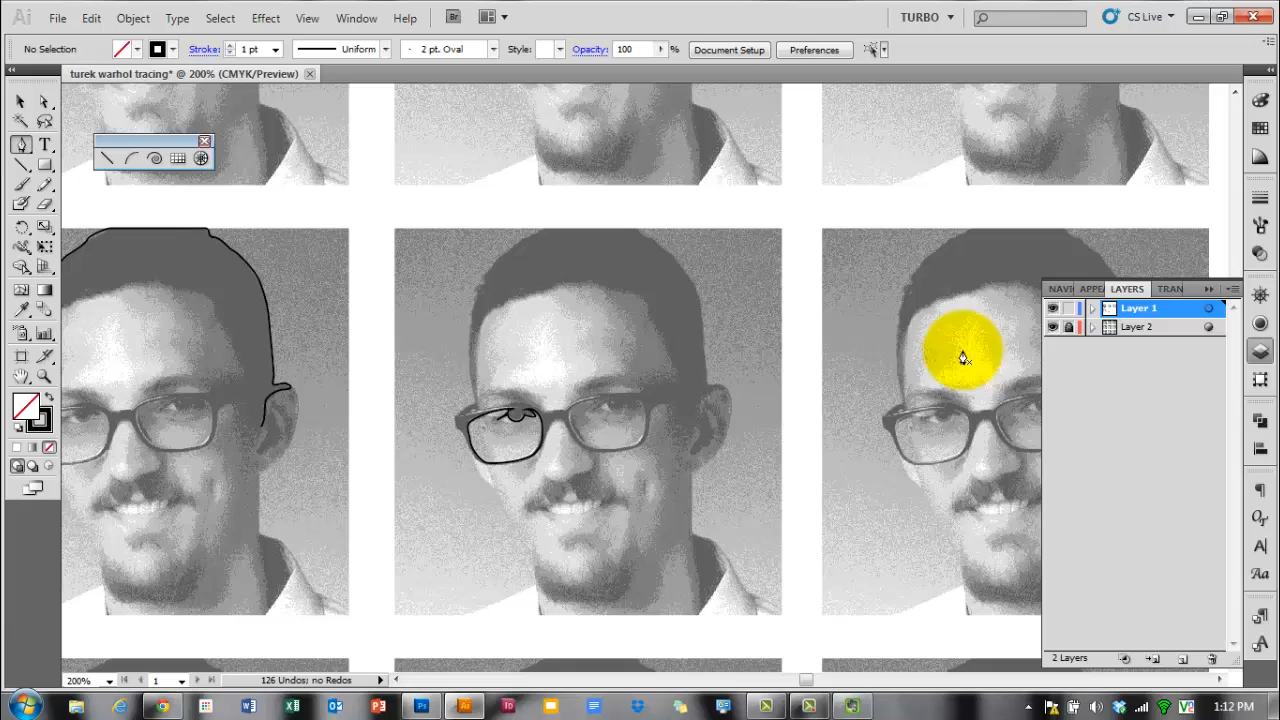 Ai File Edit Object Type Select Effect View Window Help Br TURBO CS Live
No Selection Stroke: 1 pt Uniform 2 pt. Oval Style: Opacity: 100 % Document Setup Preferences
turek warhol tracing* @ 200% (CMYK/Preview)
NAVI APPEA LAYERS TRAN
Layer 1
Layer 2
2 Layers
200% 1 126 Undos: no Redos
1:12 PM